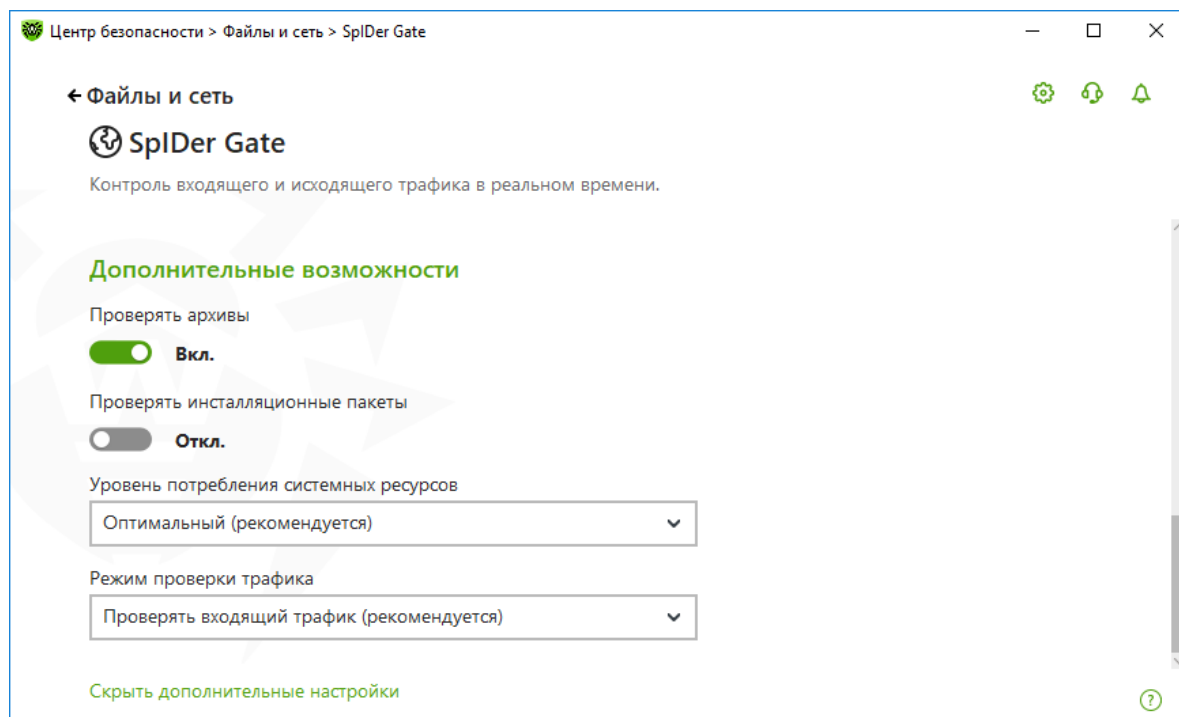 Центр безопасности > Файлы и сеть > SpIDer Gate
Файлы и сеть
SpIDer Gate
Контроль входящего и исходящего трафика в реальном времени.
Дополнительные возможности
Проверять архивы
Вкл.
Проверять инсталляционные пакеты
Откл.
Уровень потребления системных ресурсов
Оптимальный (рекомендуется)
Режим проверки трафика
Проверять входящий трафик (рекомендуется)
Скрыть дополнительные настройки